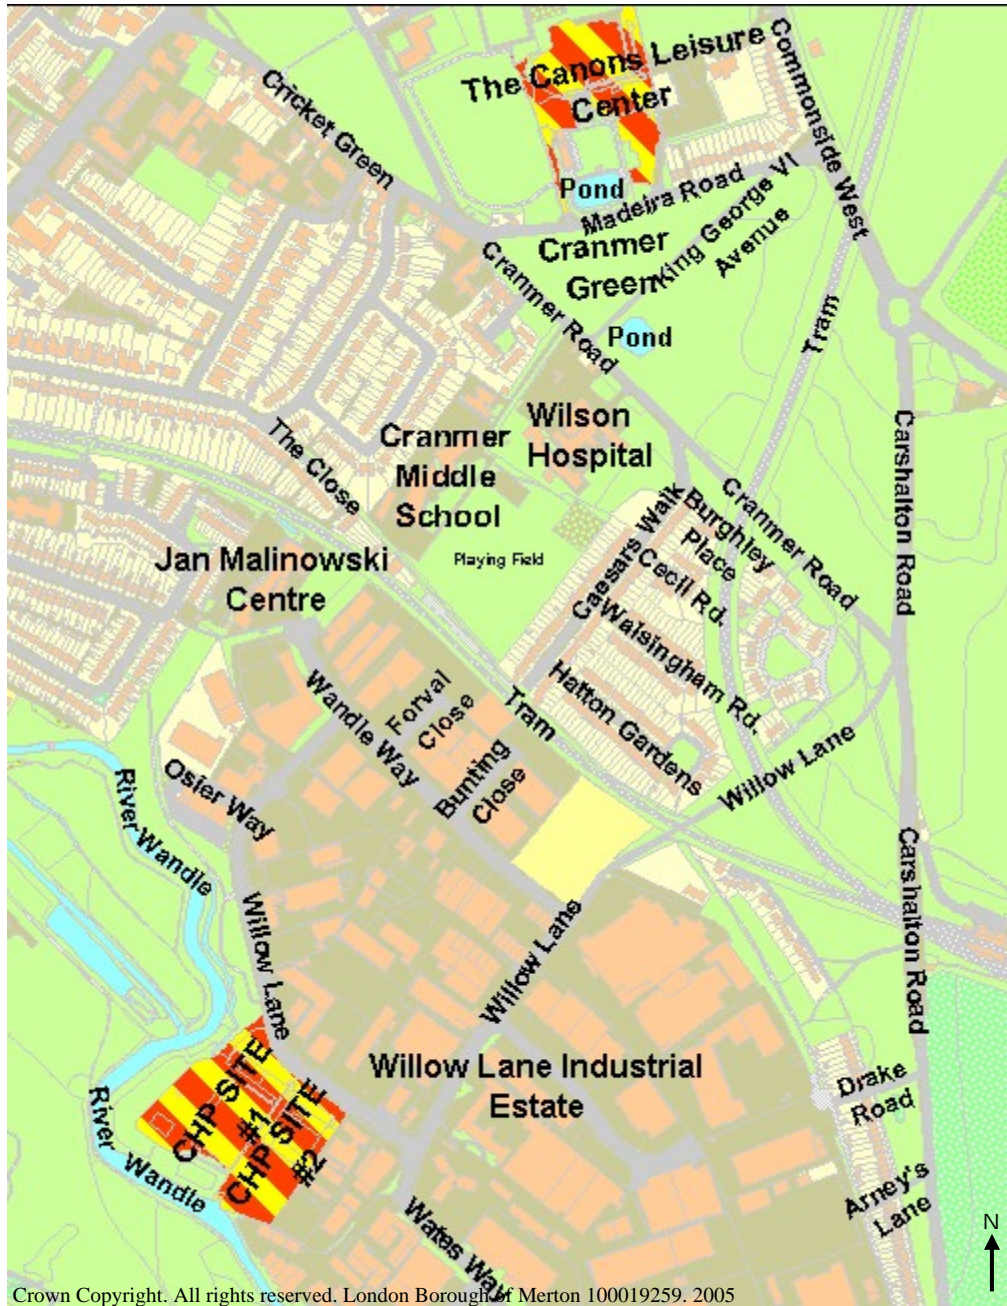 The Canons Leisure
Center
Commonside West
Cricket Green
Pond
Madeira Road
King George VI
Avenue
Cranmer
Green
Cranmer Road
Pond
Tram
Wilson
Hospital
Carshalton Road
Cranmer
Middle
School
The Close
Playing Field
Jan Malinowski
Centre
Caesars Walk
Burghley
Place
Cranmer Road
Cecil Rd.
Walsingham Rd.
Hatton Gardens
Tram
Forval
Close
Wandle Way
Bunting
Close
Willow Lane
Osier Way
River Wandle
Carshalton Road
Willow Lane
Willow Lane
Willow Lane Industrial
Estate
CHP SITE
#1
CHP SITE
#2
River
Wandle
Drake
Road
Arney's
Lane
Wates Way
N
Crown Copyright. All rights reserved. London Borough of Merton 100019259. 2005